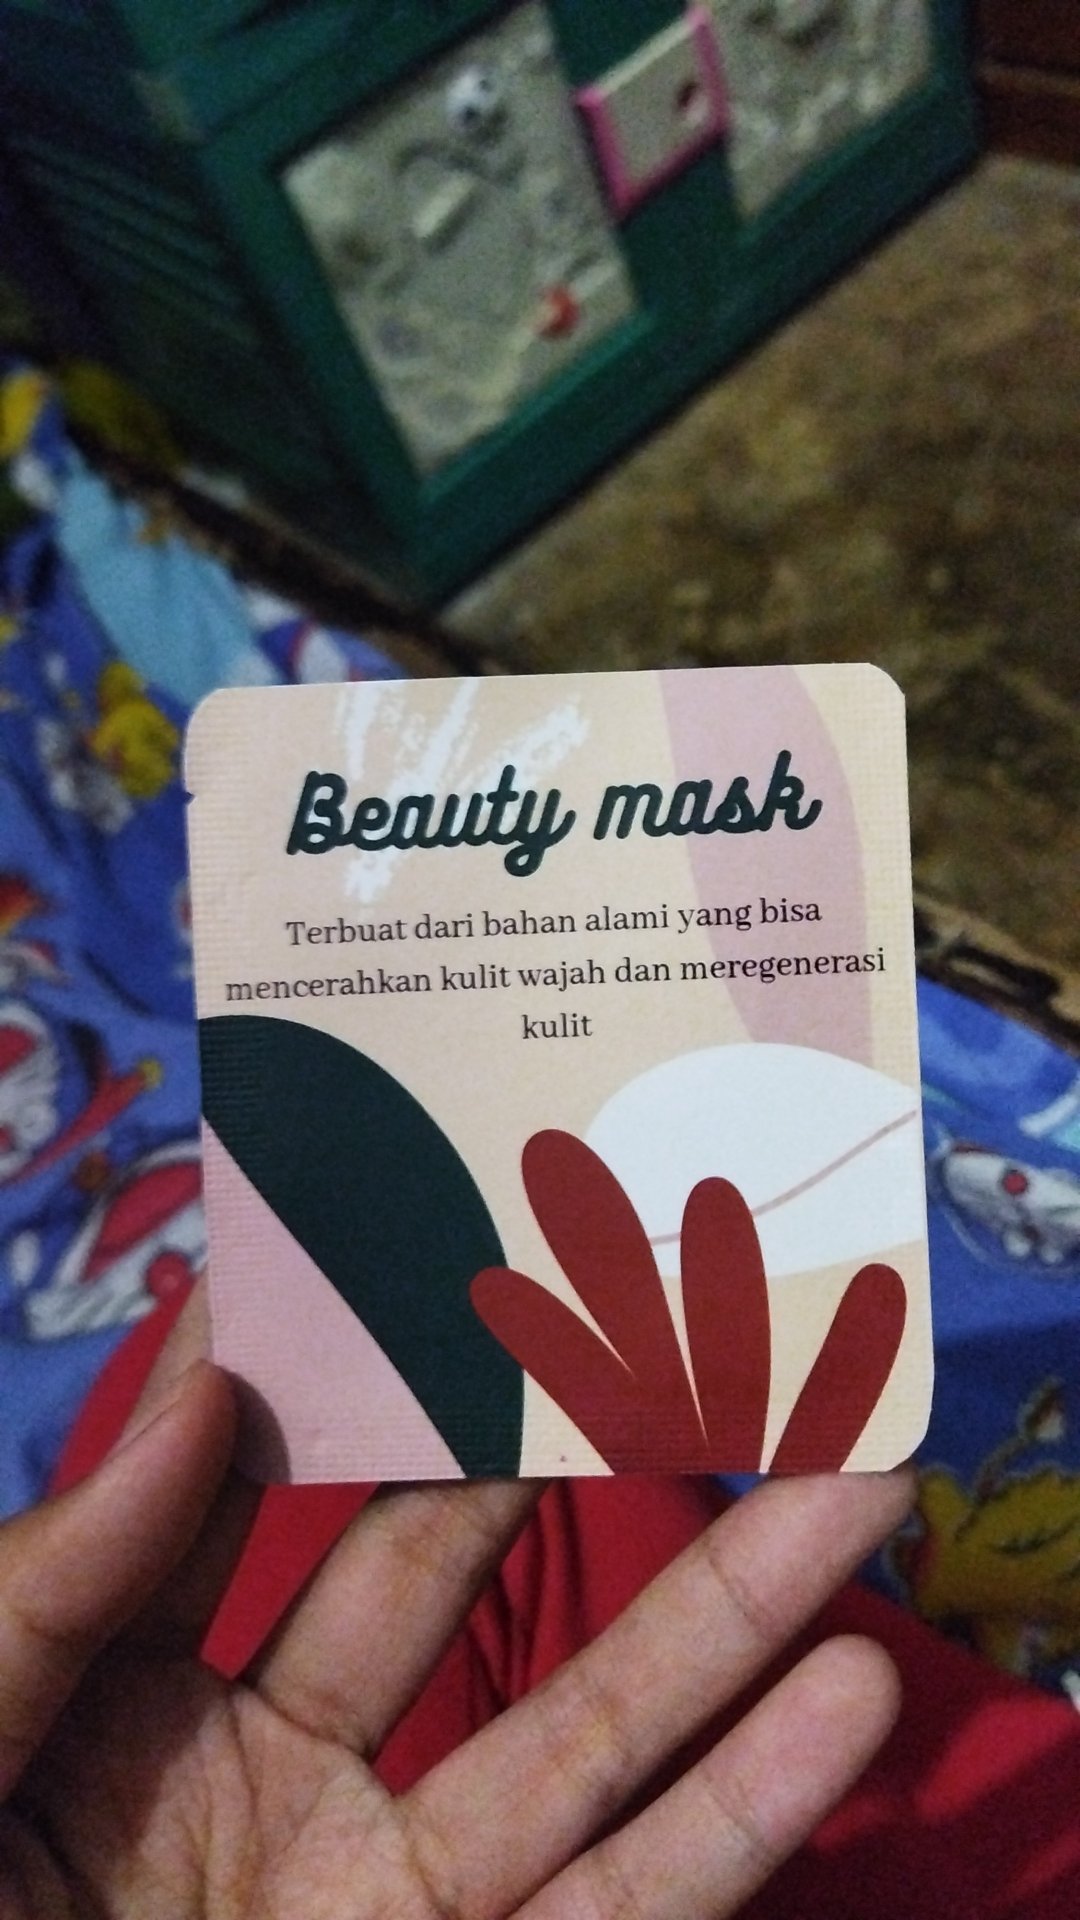 Beauty mask
Terbuat dari bahan alami yang bisa
mencerahkan kulit wajah dan meregenerasi
kulit